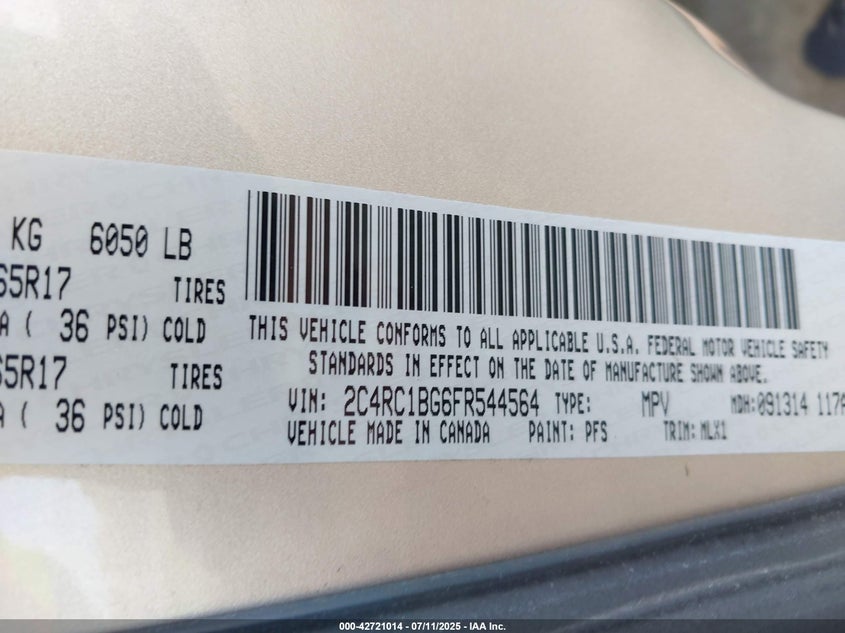 KG 6050 LB
65R17 TIRES
A ( 36 PSI) COLD
65R17 TIRES
A ( 36 PSI) COLD
THIS VEHICLE CONFORMS TO ALL APPLICABLE U.S.A. FEDERAL MOTOR VEHICLE SAFETY
STANDARDS IN EFFECT ON THE DATE OF MANUFACTURE SHOWN ABOVE.
VIN: 2C4RC1BG6FR544564 TYPE: MPV MDH:091314 117A
VEHICLE MADE IN CANADA PAINT: PFS TRIM: MLX1
000-42721014 - 07/11/2025 - IAA Inc.